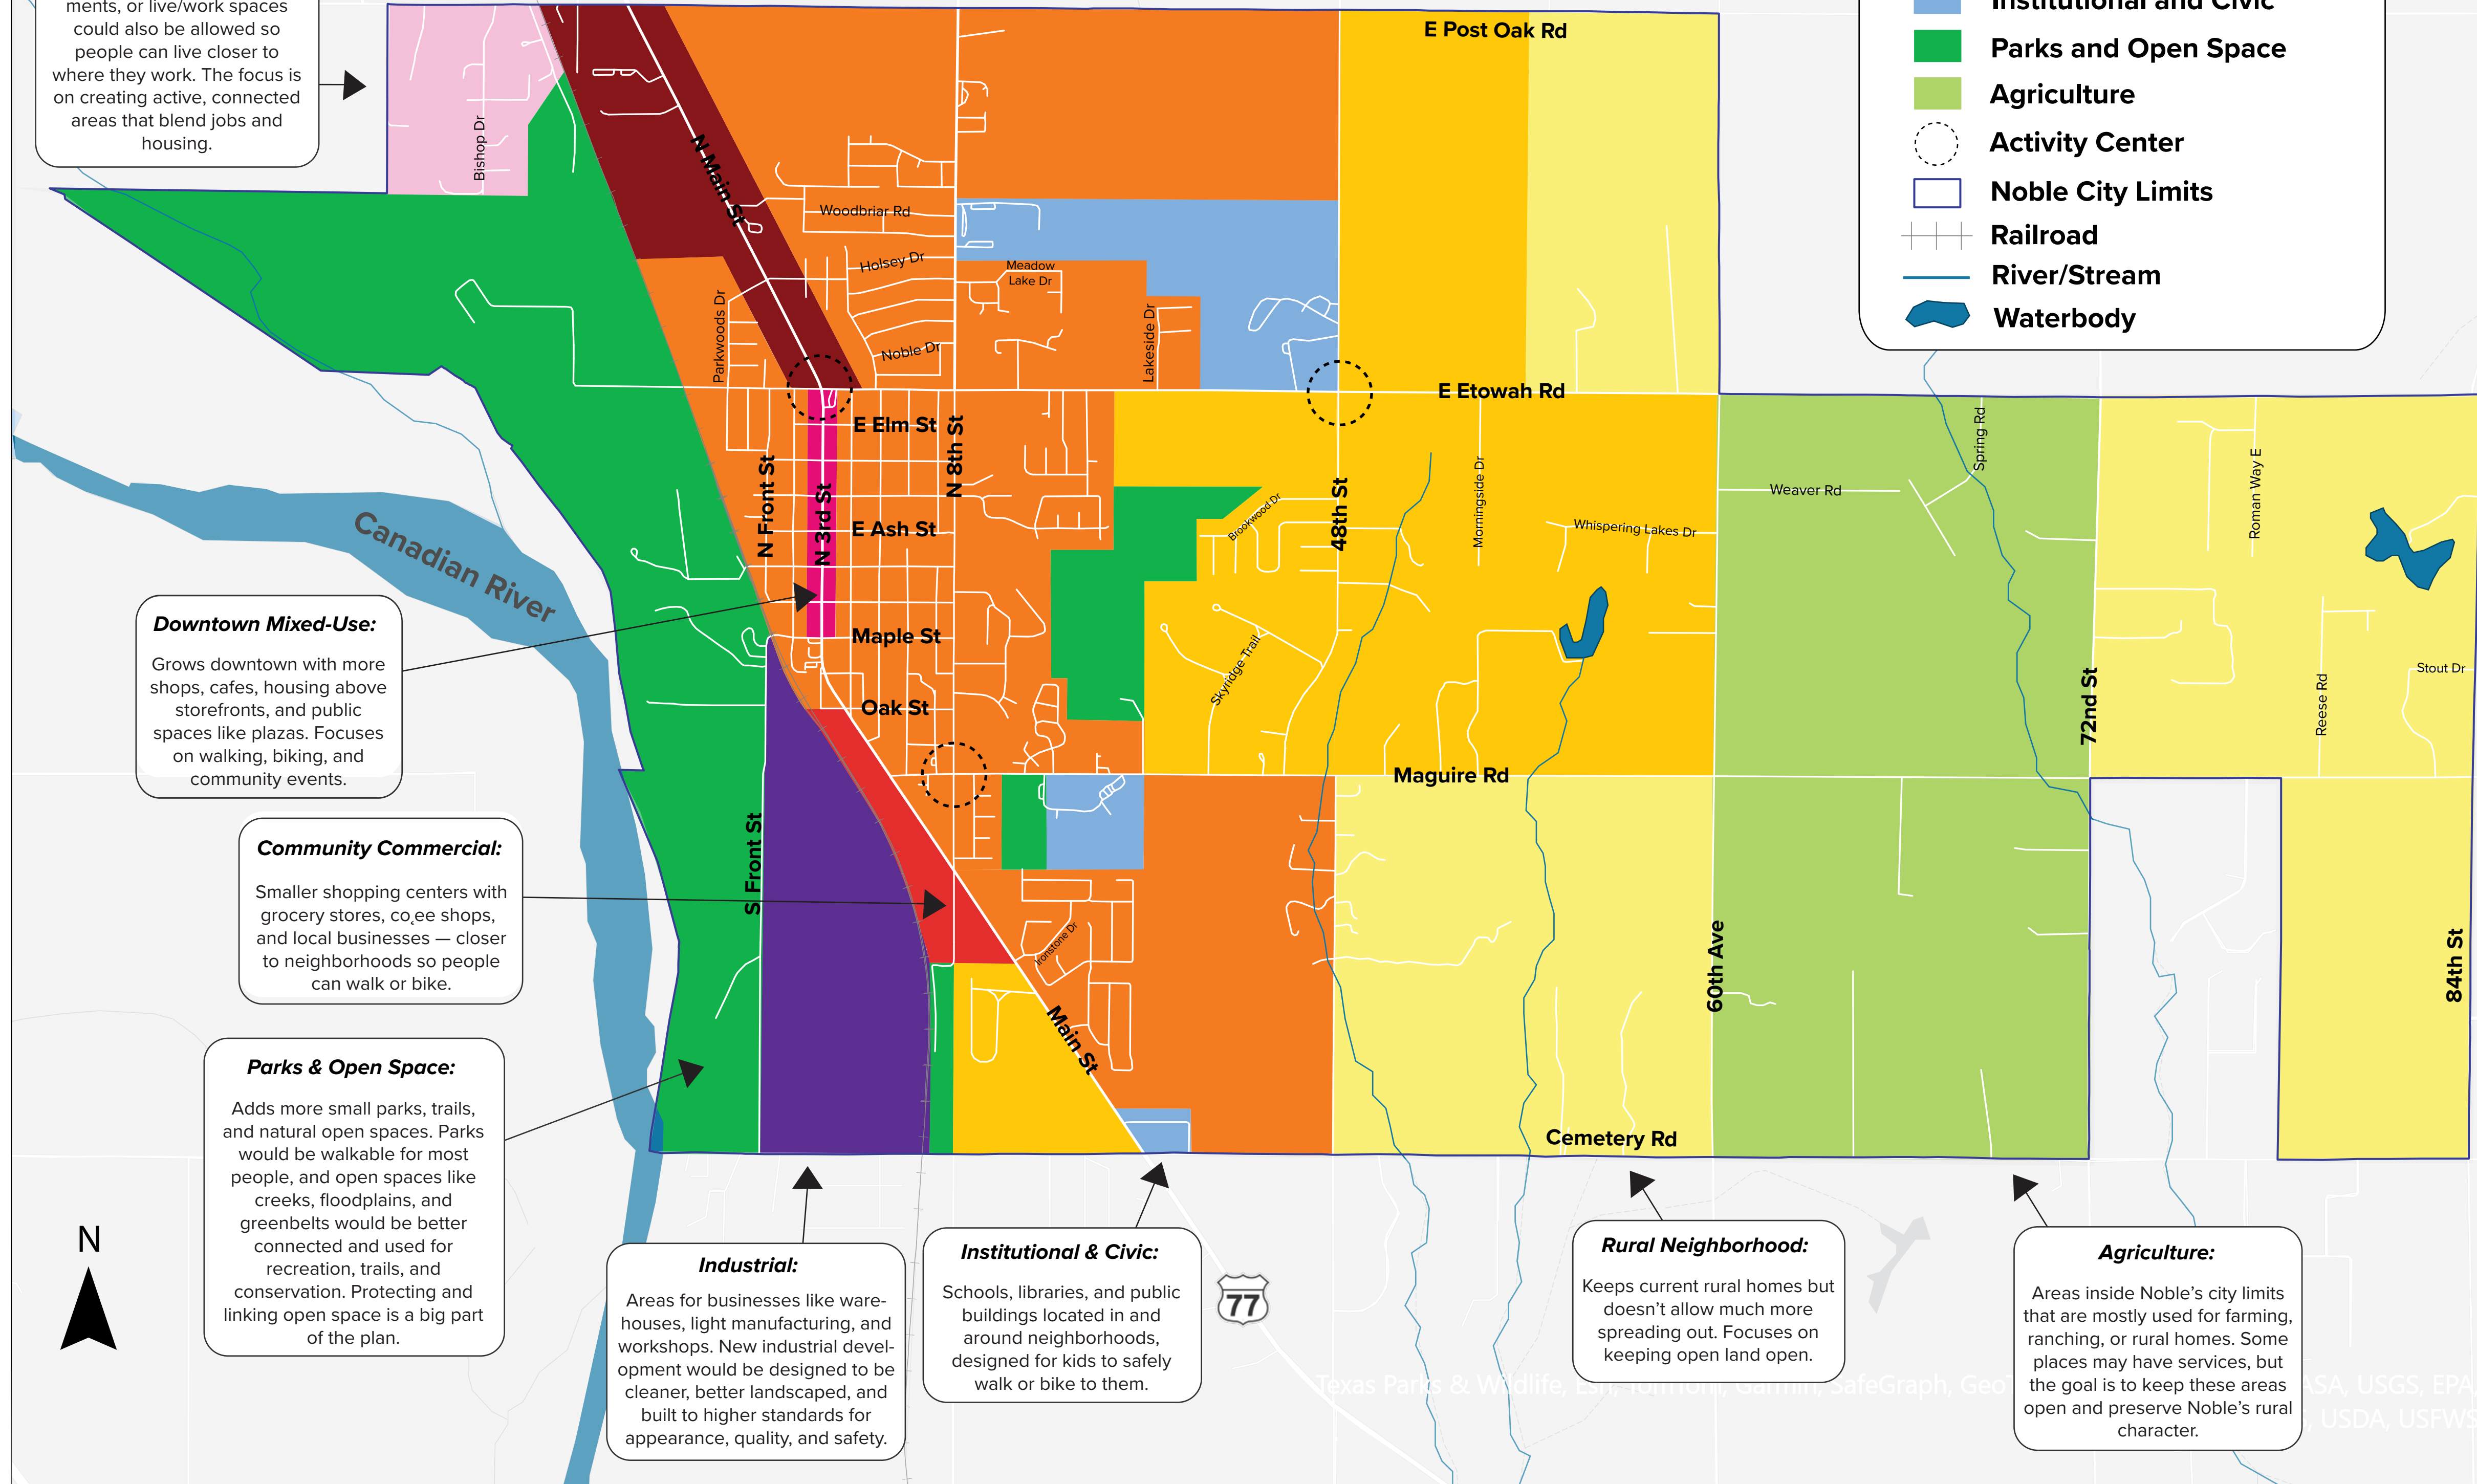 ments, or live/work spaces
could also be allowed so
people can live closer to
where they work. The focus is
on creating active, connected
areas that blend jobs and
housing.
Institutional and Civic
Parks and Open Space
Agriculture
Activity Center
Noble City Limits
Railroad
River/Stream
Waterbody
E Post Oak Rd
Bishop Dr
N Main St
Woodbriar Rd
Holsey Dr
Meadow
Lake Dr
Parkwoods Dr
Noble Dr
Lakeside Dr
E Etowah Rd
E Elm St
N 8th St
N Front St
N 3rd St
E Ash St
48th St
Brookwood Dr
Morningside Dr
Whispering Lakes Dr
Weaver Rd
Spring Rd
Roman Way E
Canadian River
Maple St
Skyridge Trail
Oak St
72nd St
Reese Rd
Stout Dr
Maguire Rd
S Front St
Ironstone Dr
Main St
60th Ave
84th St
Cemetery Rd
Downtown Mixed-Use:
Grows downtown with more
shops, cafes, housing above
storefronts, and public
spaces like plazas. Focuses
on walking, biking, and
community events.
Community Commercial:
Smaller shopping centers with
grocery stores, co,ee shops,
and local businesses — closer
to neighborhoods so people
can walk or bike.
Parks & Open Space:
Adds more small parks, trails,
and natural open spaces. Parks
would be walkable for most
people, and open spaces like
creeks, floodplains, and
greenbelts would be better
connected and used for
recreation, trails, and
conservation. Protecting and
linking open space is a big part
of the plan.
N
Industrial:
Areas for businesses like ware-
houses, light manufacturing, and
workshops. New industrial devel-
opment would be designed to be
cleaner, better landscaped, and
built to higher standards for
appearance, quality, and safety.
Institutional & Civic:
Schools, libraries, and public
buildings located in and
around neighborhoods,
designed for kids to safely
walk or bike to them.
77
Rural Neighborhood:
Keeps current rural homes but
doesn't allow much more
spreading out. Focuses on
keeping open land open.
Agriculture:
Areas inside Noble's city limits
that are mostly used for farming,
ranching, or rural homes. Some
places may have services, but
the goal is to keep these areas
open and preserve Noble's rural
character.
Texas Parks & Wildlife, Esri, TomTom, Garmin, SafeGraph, USGS, EPA,
USDA, USFWS